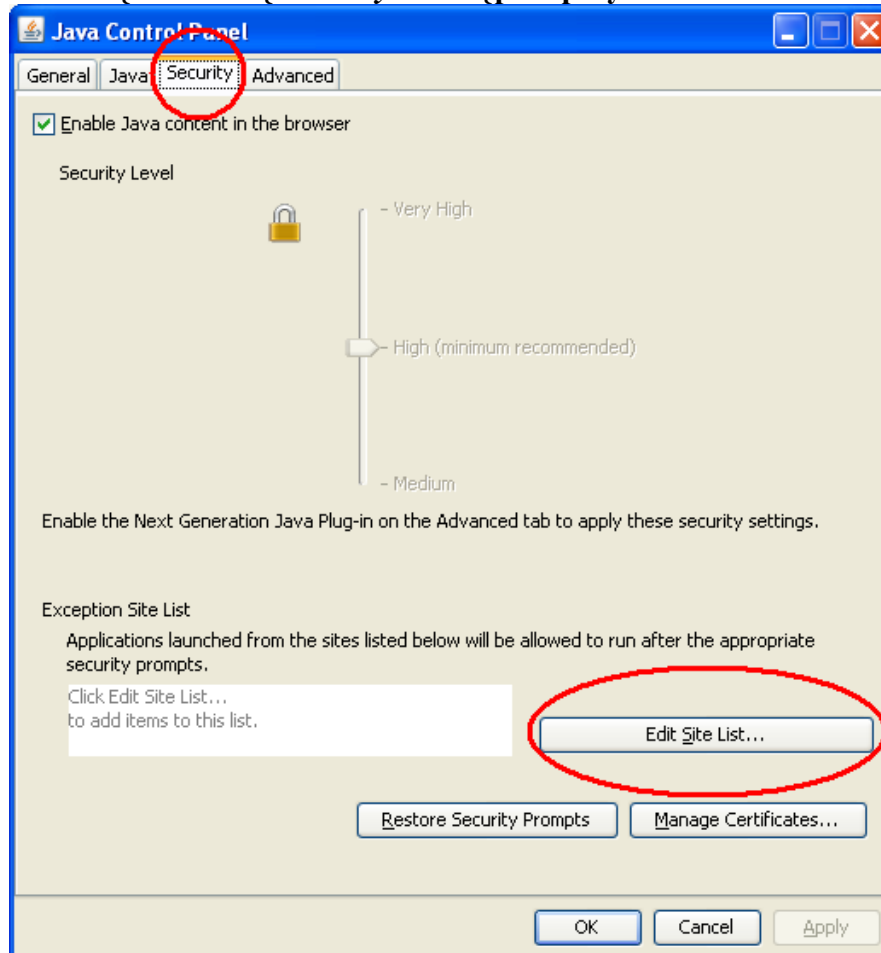 Java Control Panel
General Java Security Advanced
Enable Java content in the browser
Security Level
- Very High
- High (minimum recommended)
- Medium
Enable the Next Generation Java Plug-in on the Advanced tab to apply these security settings.
Exception Site List
Applications launched from the sites listed below will be allowed to run after the appropriate
security prompts.
Click Edit Site List...
to add items to this list.
Edit Site List...
Restore Security Prompts Manage Certificates...
OK Cancel Apply